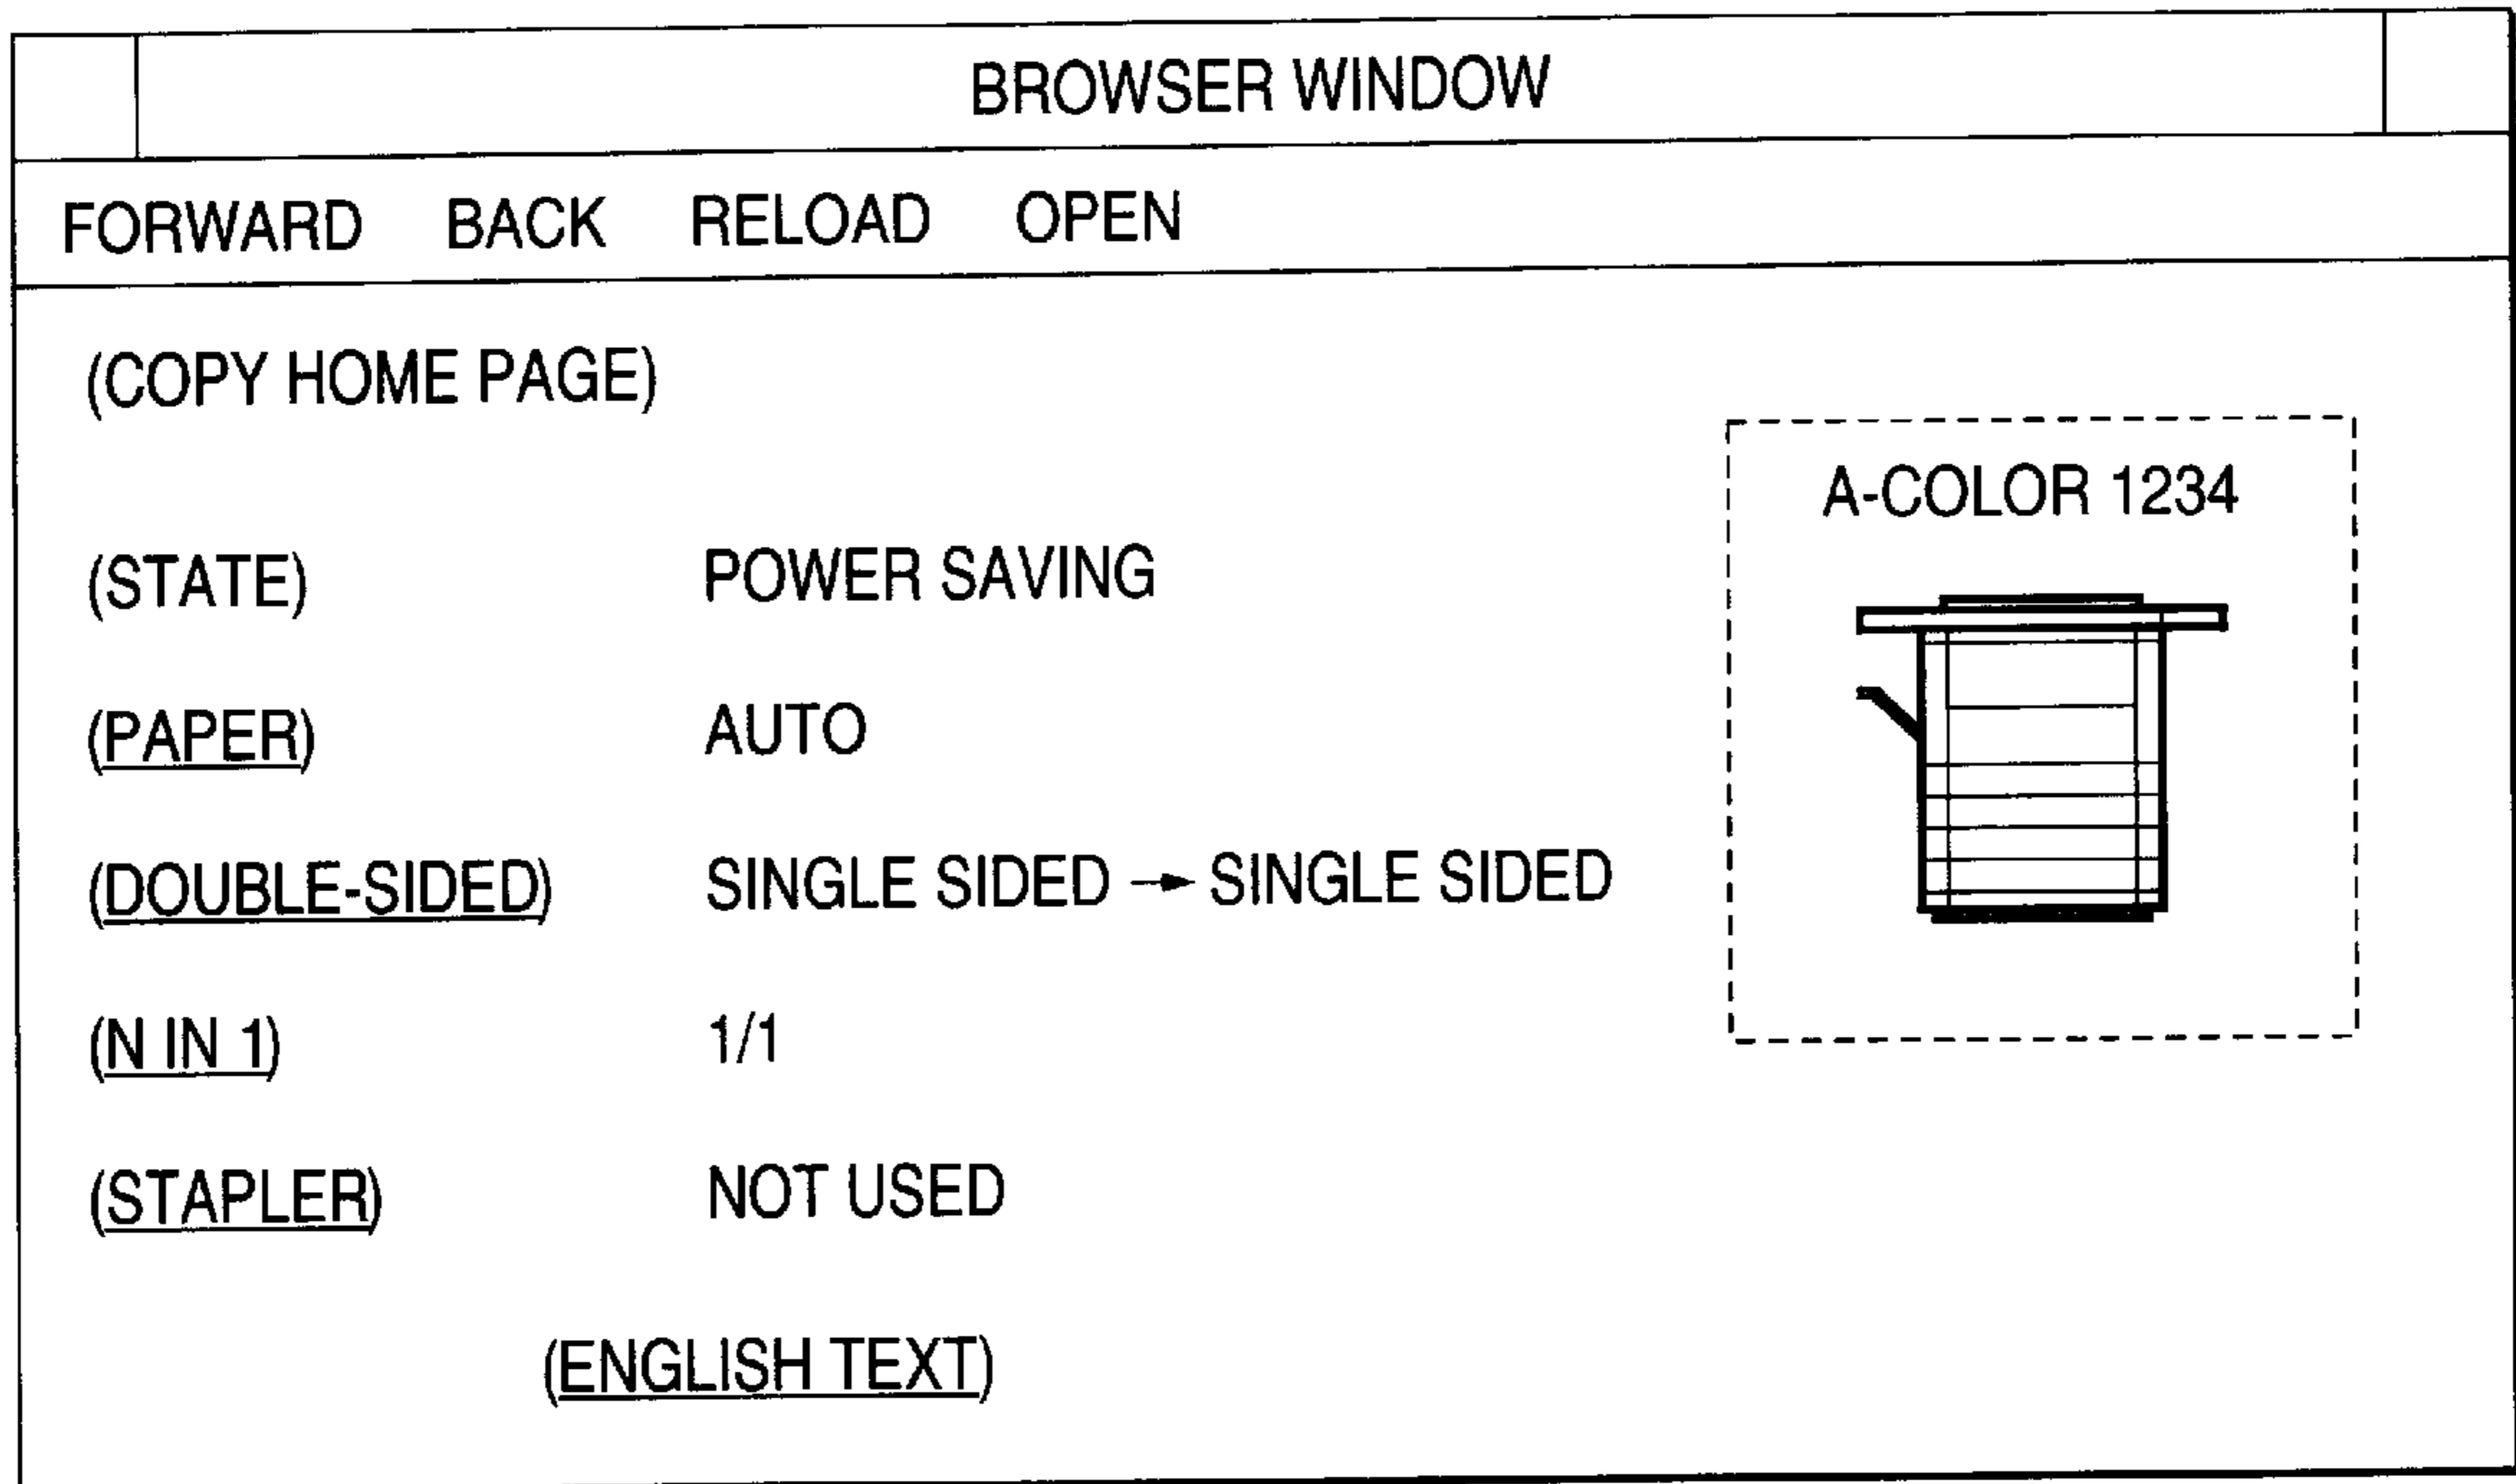 BROWSER WINDOW
FORWARD BACK RELOAD OPEN
(COPY HOME PAGE)
A-COLOR 1234
(STATE) POWER SAVING
(PAPER) AUTO
(DOUBLE-SIDED) SINGLE SIDED → SINGLE SIDED
(N IN 1) 1/1
(STAPLER) NOT USED
(ENGLISH TEXT)